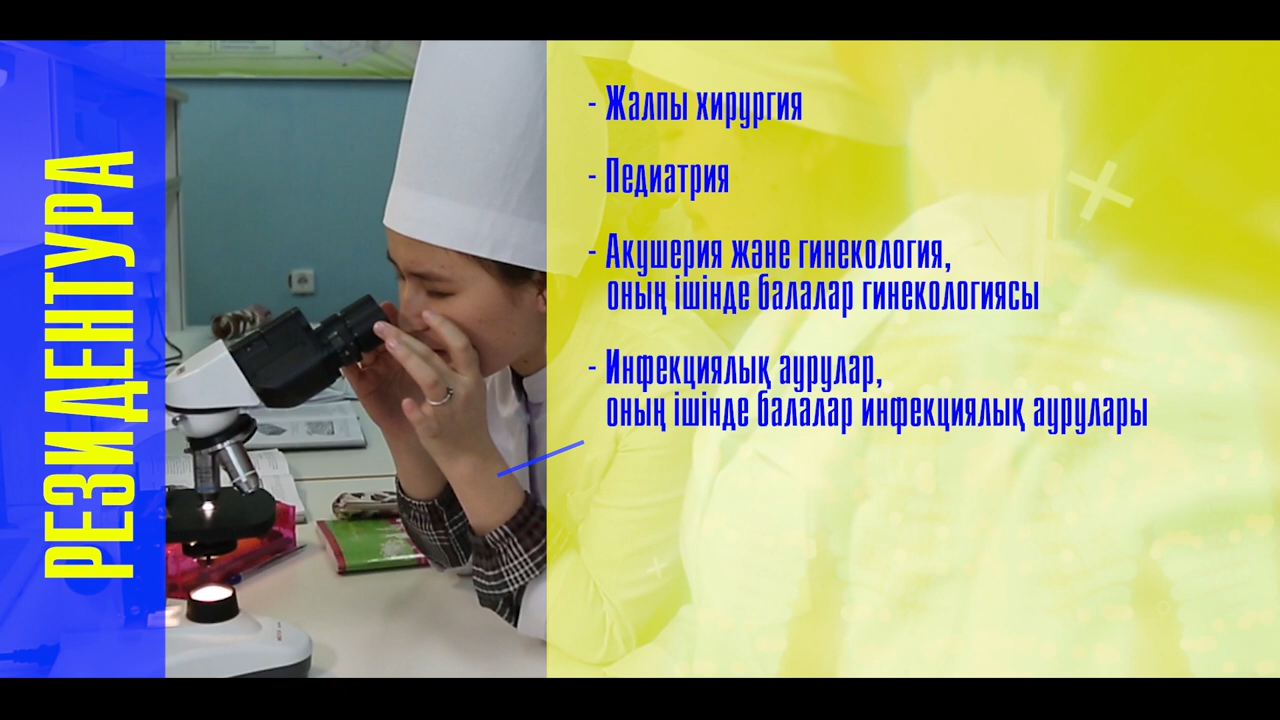 РЕЗИДЕНТУРА
- Жалпы хирургия
- Педиатрия
- Акушерия және гинекология,
оның ішінде балалар гинекологиясы
- Инфекциялық аурулар,
оның ішінде балалар инфекциялық аурулары